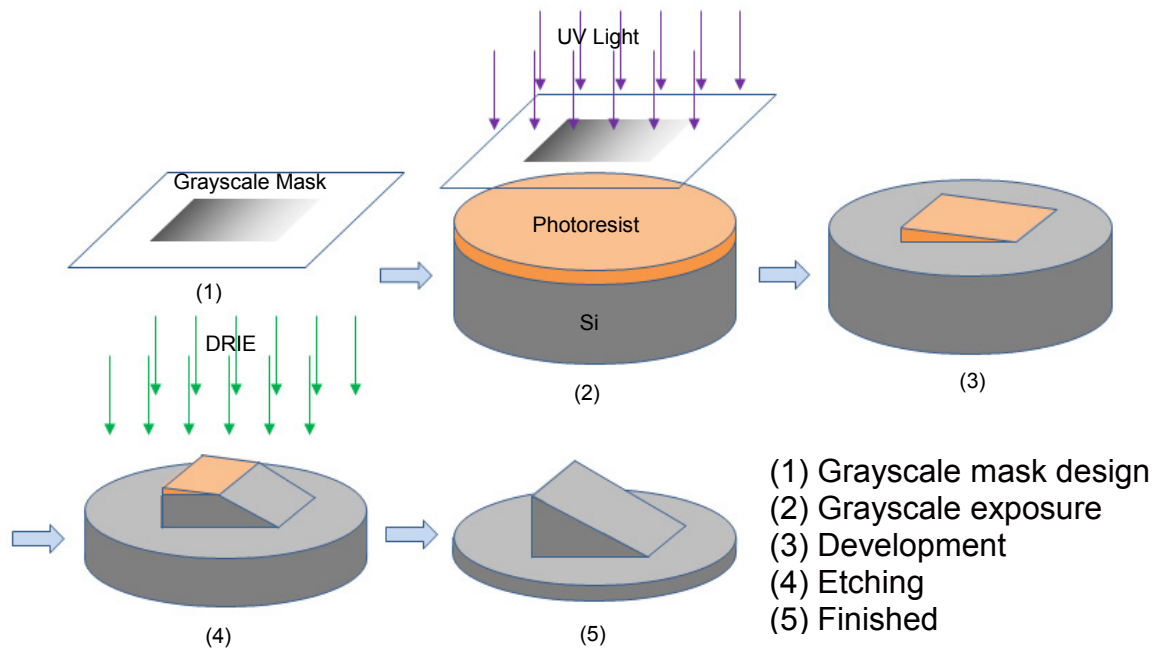 UV Light
Grayscale Mask
(1)
Photoresist
Si
(2)
(3)
DRIE
(4)
(5)
(1) Grayscale mask design
(2) Grayscale exposure
(3) Development
(4) Etching
(5) Finished